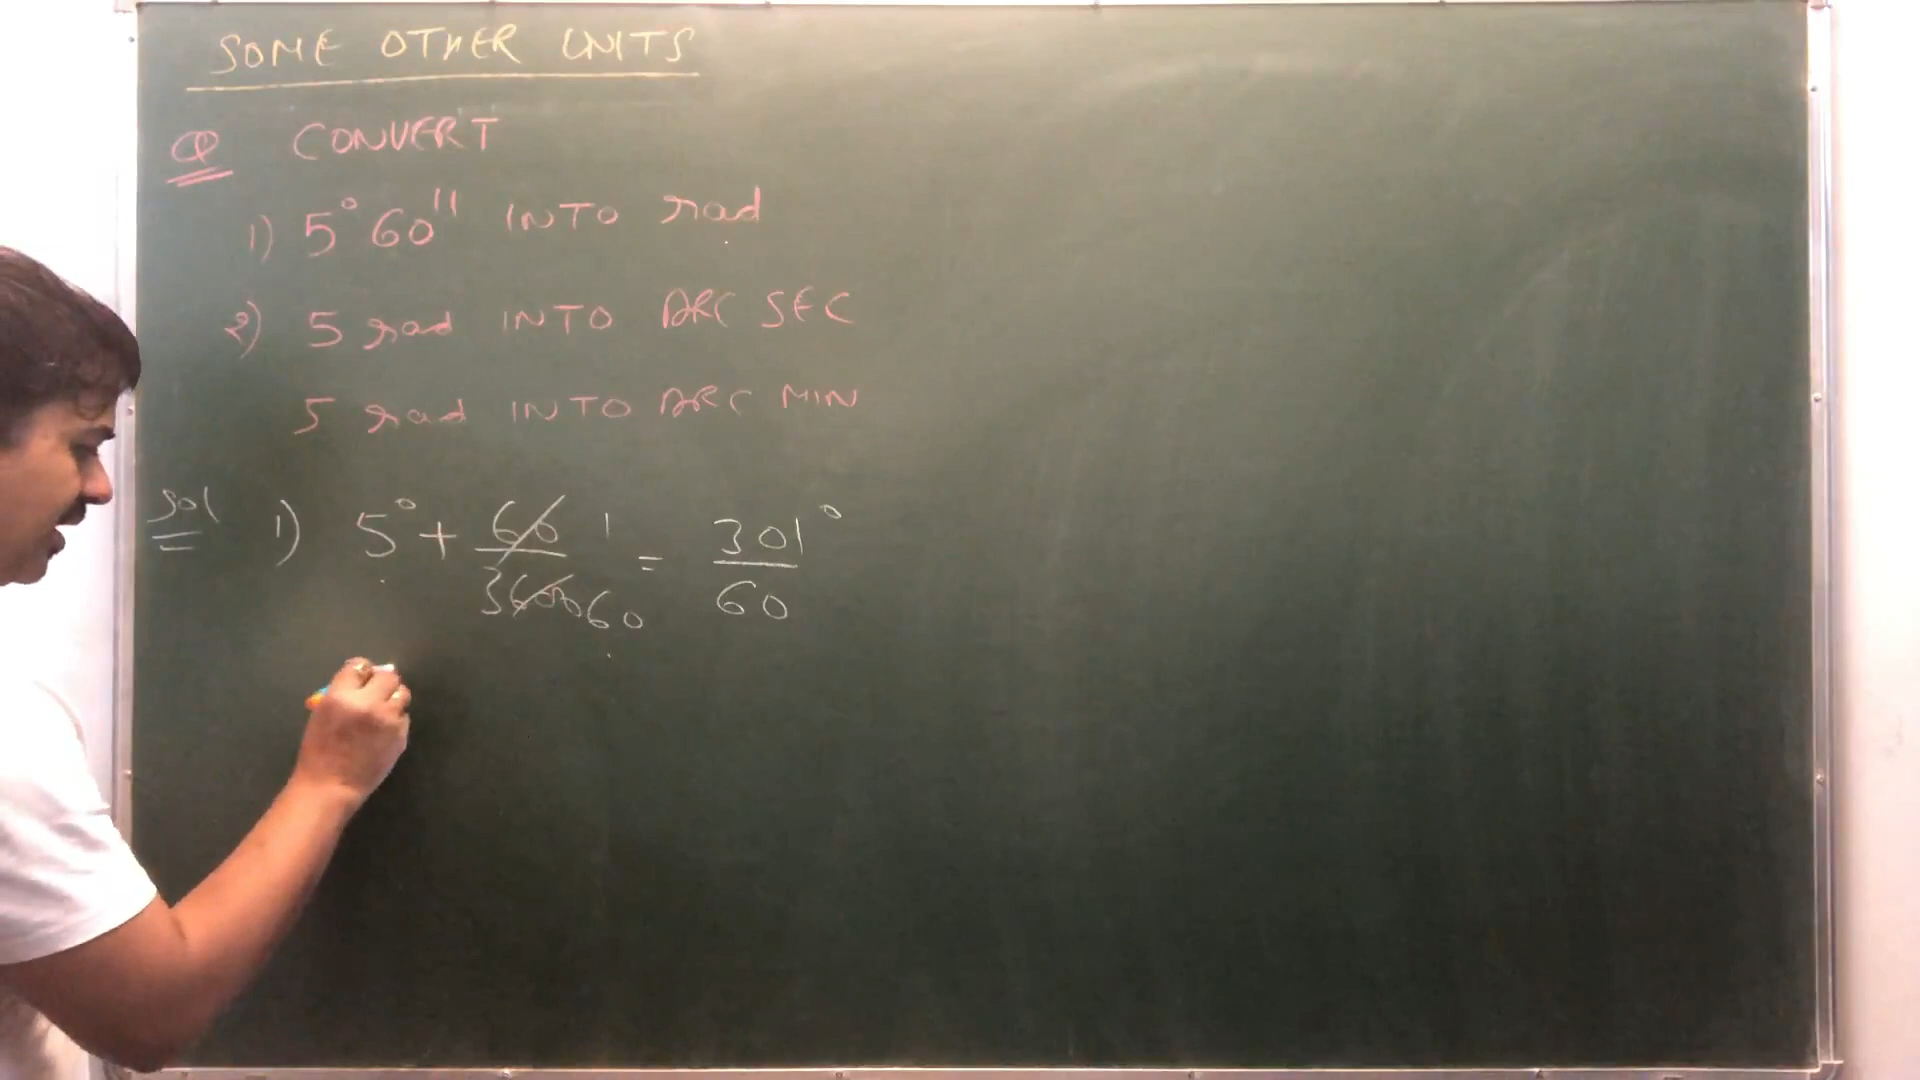 SOME OTHER UNITS
Q CONVERT
1) 5° 60'' INTO rad
2) 5 rad INTO ARC SEC
5 rad INTO ARC MIN
sol 1) 5° + 60/3600 1/60 = 301°/60